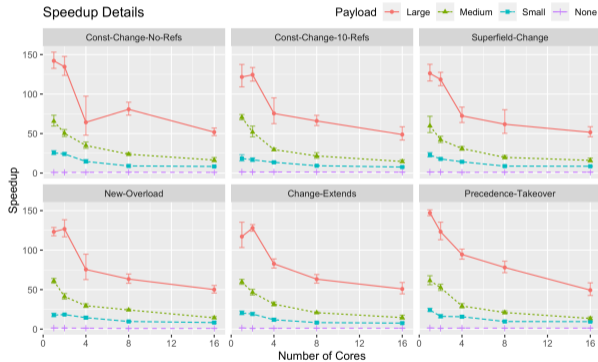 Speedup Details
Payload Large Medium Small None
Const-Change-No-Refs Const-Change-10-Refs Superfield-Change
150
100
50
0
New-Overload Change-Extends Precedence-Takeover
150
100
50
0
0 4 8 12 16 0 4 8 12 16 0 4 8 12 16
Speedup
Number of Cores